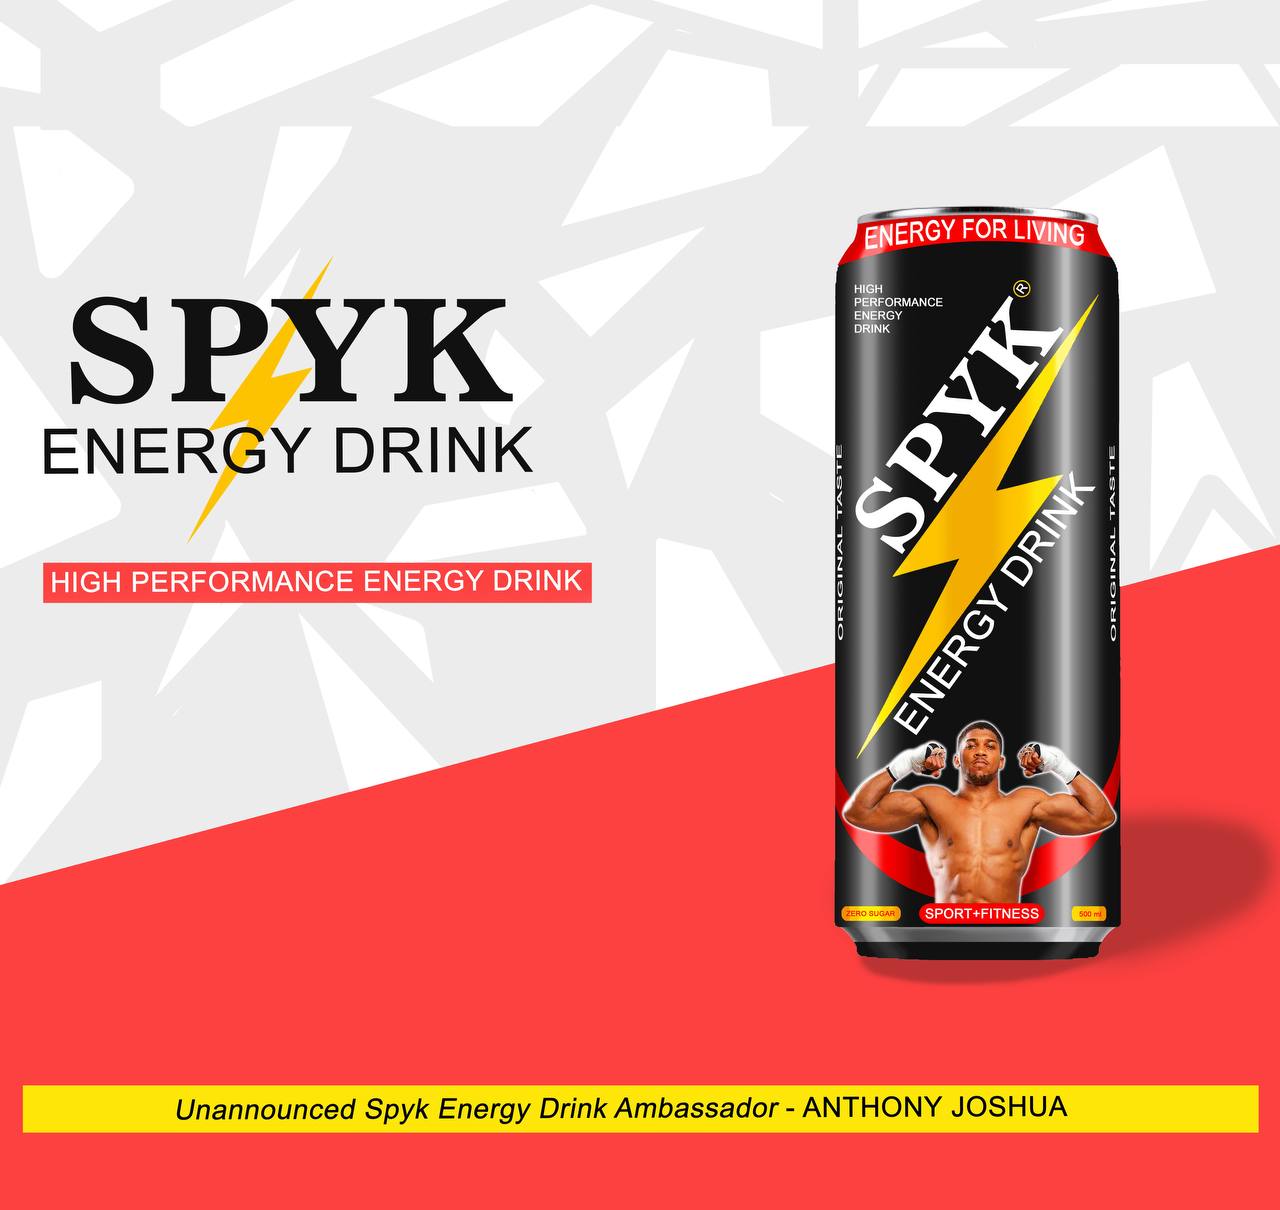 SPYK
ENERGY DRINK
HIGH PERFORMANCE ENERGY DRINK
ENERGY FOR LIVING
HIGH
PERFORMANCE
ENERGY
DRINK
SPYK®
ENERGY DRINK
ORIGINAL TASTE
ORIGINAL TASTE
ZERO SUGAR
SPORT+FITNESS
500 ml
Unannounced Spyk Energy Drink Ambassador - ANTHONY JOSHUA